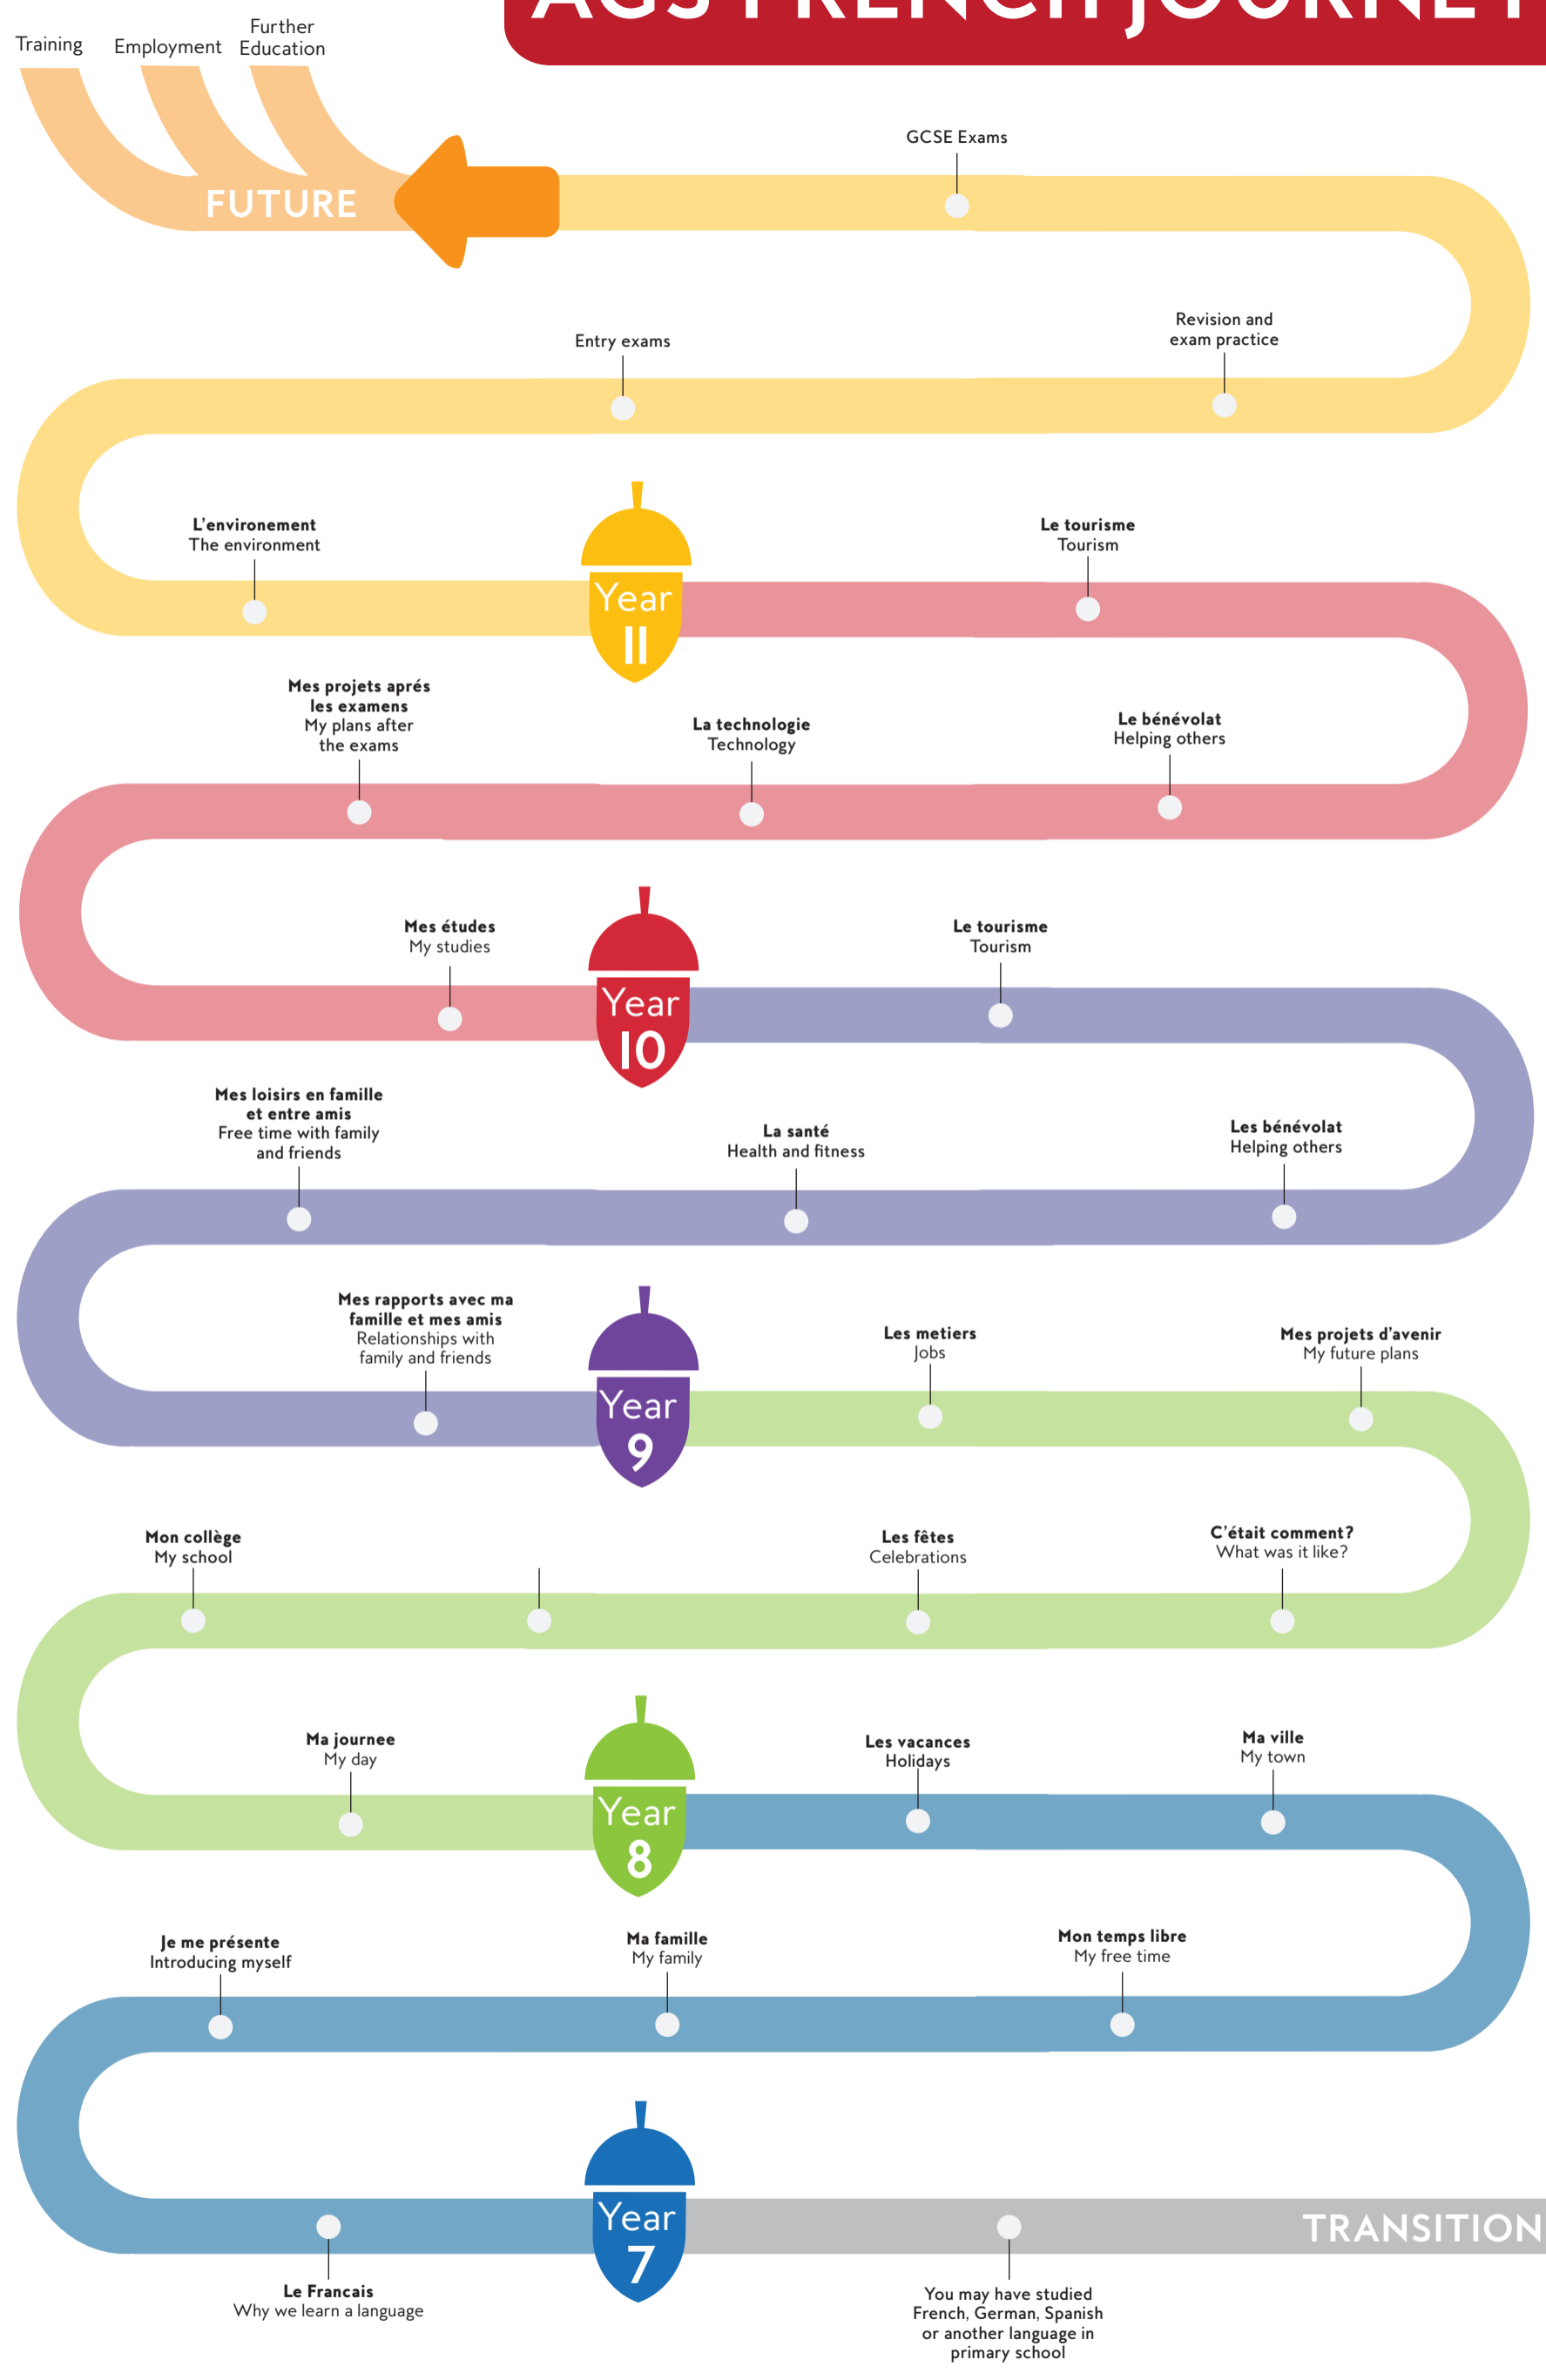 AGS FRENCH JOURNEY
Training
Employment
Further
Education
FUTURE
GCSE Exams
Entry exams
Revision and
exam practice
L'environement
The environment
Year
11
Le tourisme
Tourism
Mes projets aprés
les examens
My plans after
the exams
La technologie
Technology
Le bénévolat
Helping others
Mes études
My studies
Year
10
Le tourisme
Tourism
Mes loisirs en famille
et entre amis
Free time with family
and friends
La santé
Health and fitness
Les bénévolat
Helping others
Mes rapports avec ma
famille et mes amis
Relationships with
family and friends
Year
9
Les metiers
Jobs
Mes projets d'avenir
My future plans
Mon collège
My school
Les fêtes
Celebrations
C'était comment?
What was it like?
Ma journee
My day
Year
8
Les vacances
Holidays
Ma ville
My town
Je me présente
Introducing myself
Ma famille
My family
Mon temps libre
My free time
Year
7
TRANSITION
Le Francais
Why we learn a language
You may have studied
French, German, Spanish
or another language in
primary school